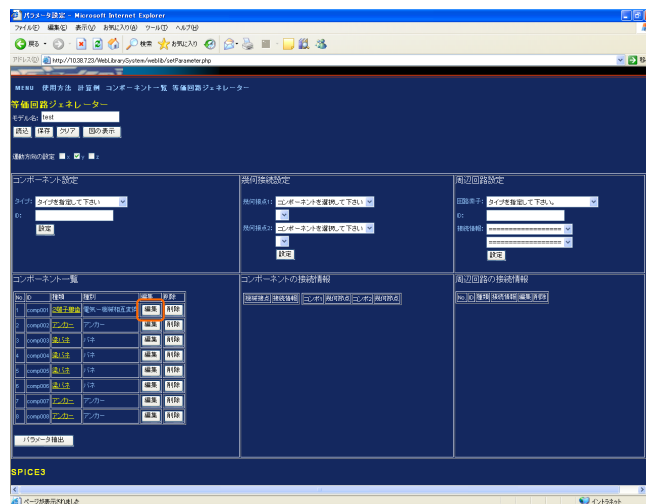 パラメータ設定 - Microsoft Internet Explorer
ファイル(F) 編集(E) 表示(V) お気に入り(A) ツール(T) ヘルプ(H)
戻る 検索 お気に入り
アドレス(D) http://10.38.7.23/WebLibrarySystem/weblib/setParameter.php 移動
MENU 使用方法 計算例 コンポーネント一覧 等価回路ジェネレーター
等価回路ジェネレーター
モデル名: test
読込 保存 クリア 図の表示
運動方向の設定 x y z
コンポーネント設定
タイプ: タイプを指定して下さい
ID:
設定
幾何接続設定
幾何接点1: コンポーネントを選択して下さい
幾何接点2: コンポーネントを選択して下さい
設定
周辺回路設定
回路素子: タイプを指定して下さい。
ID:
接続情報: ==================
==================
設定
コンポーネント一覧
No. ID 種類 種別 編集 削除
1 comp001 電気-機械相互変換 編集 削除
2 comp002 アンカー アンカー 編集 削除
3 comp003 梁バネ バネ 編集 削除
4 comp004 梁バネ バネ 編集 削除
5 comp005 梁バネ バネ 編集 削除
6 comp006 梁バネ バネ 編集 削除
7 comp007 アンカー アンカー 編集 削除
8 comp008 アンカー アンカー 編集 削除
パラメータ抽出
コンポーネントの接続情報
機械接点 接続情報 コンポ1 幾何節点 コンポ2 幾何節点
周辺回路の接続情報
No. ID 種類 接続情報 編集 削除
SPICE3
ページが表示されました
イントラネット